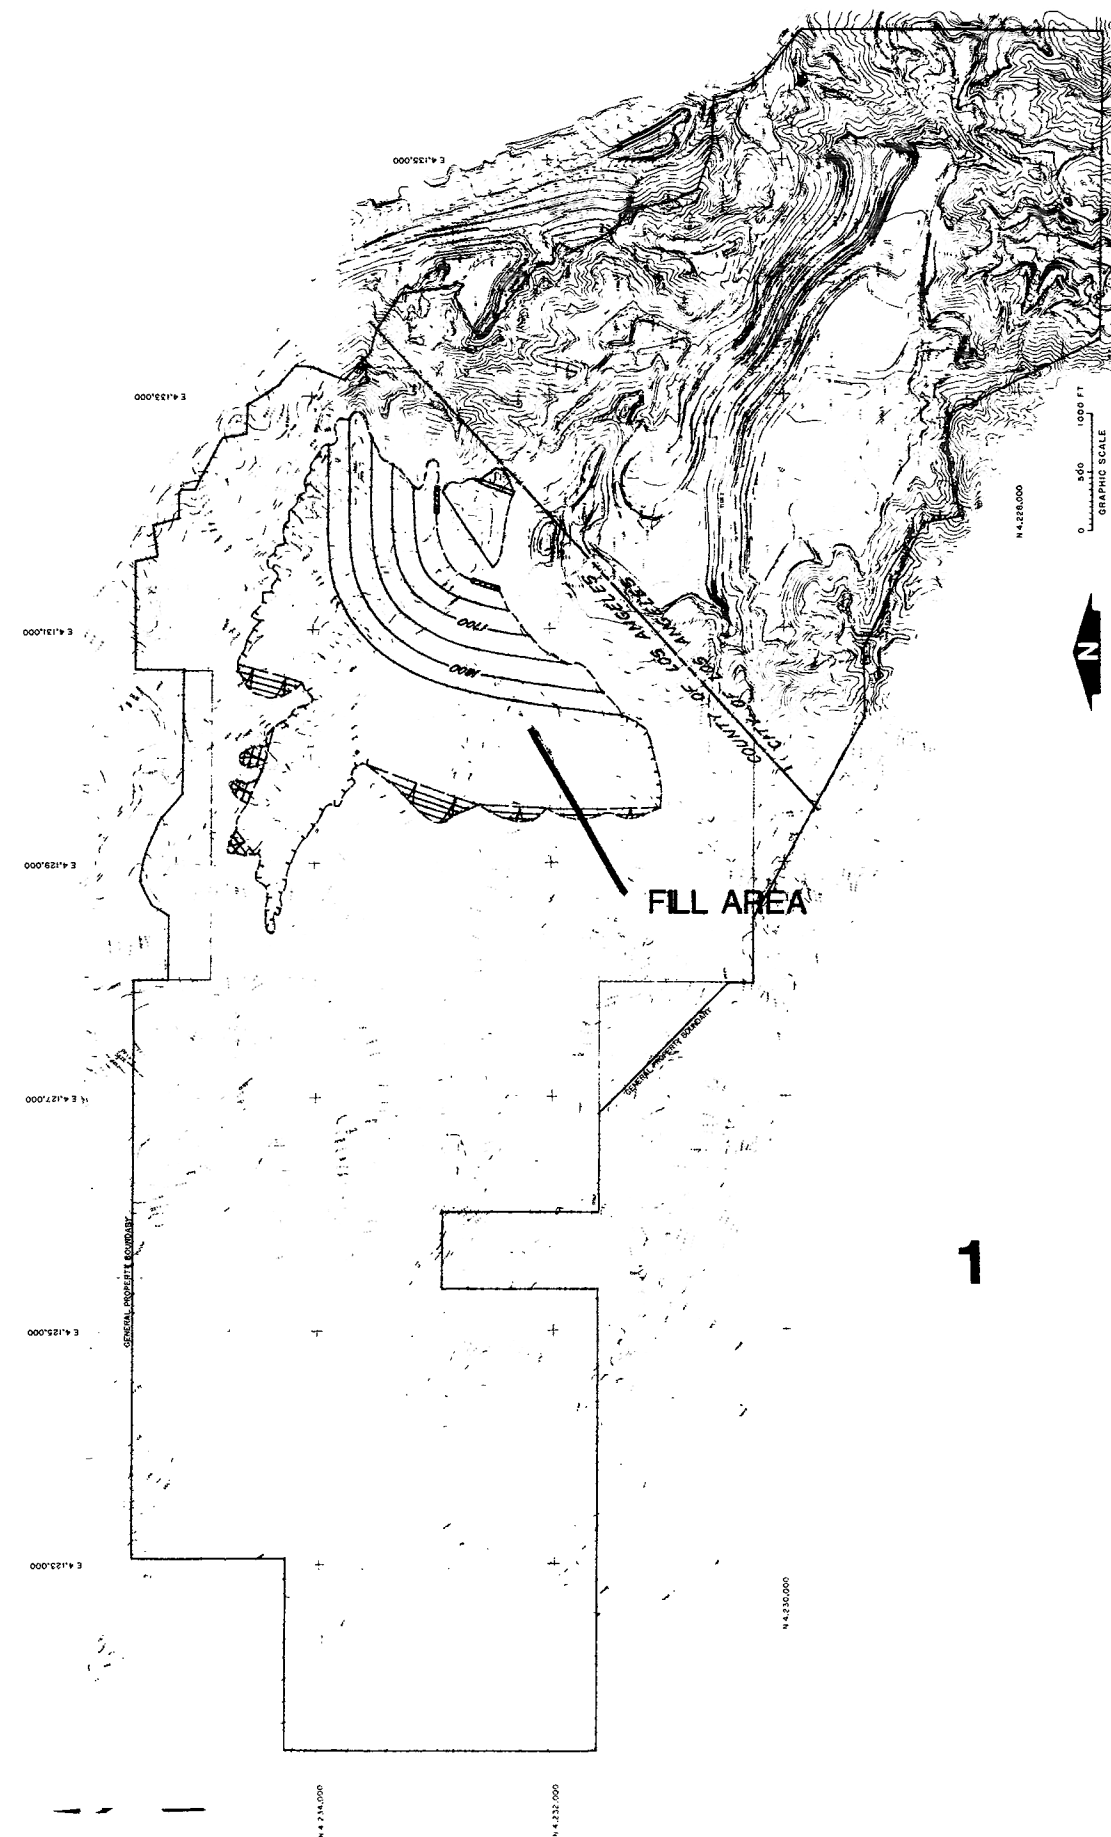 E 4,135,000
E 4,133,000
1000 FT
500
0
GRAPHIC SCALE
N 4,228,000
COUNTY OF LOS ANGELES
CITY OF LOS ANGELES
E 4,131,000
1700
1800
N
E 4,129,000
FILL AREA
GENERAL PROPERTY BOUNDARY
E 4,127,000
GENERAL PROPERTY BOUNDARY
1
E 4,125,000
E 4,123,000
N 4,230,000
N 4,234,000
N 4,232,000